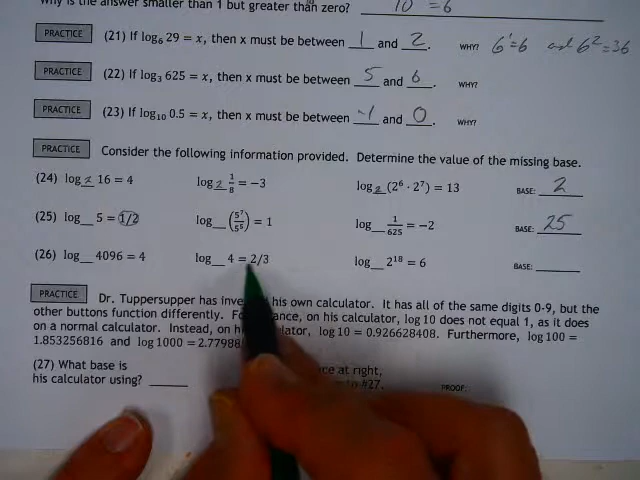 Why is the answer smaller than 1 but greater than zero? 10 = 6
PRACTICE (21) If log₆ 29 = x, then x must be between 1 and 2. WHY? 6¹=6 and 6²=36
PRACTICE (22) If log₃ 625 = x, then x must be between 5 and 6. WHY?
PRACTICE (23) If log₁₀ 0.5 = x, then x must be between -1 and 0. WHY?
PRACTICE Consider the following information provided. Determine the value of the missing base.
(24) log₂ 16 = 4 log₂ 1/8 = −3 log₂ (2⁶ · 2⁷) = 13 BASE: 2
(25) log__ 5 = 1/2 log__ (5⁷/5⁵) = 1 log__ 1/625 = −2 BASE: 25
(26) log__ 4096 = 4 log__ 4 = 2/3 log__ 2¹⁸ = 6 BASE: ____
PRACTICE Dr. Tuppersupper has his own calculator. It has all of the same digits 0-9, but the
other buttons function differently. on his calculator, log 10 does not equal 1, as it does
on a normal calculator. Instead, on log 10 = 0.926628408. Furthermore, log 100 =
1.853256816 and log 1000 = 2.7798
(27) What base is at right,
his calculator using? ____ #27. PROOF: